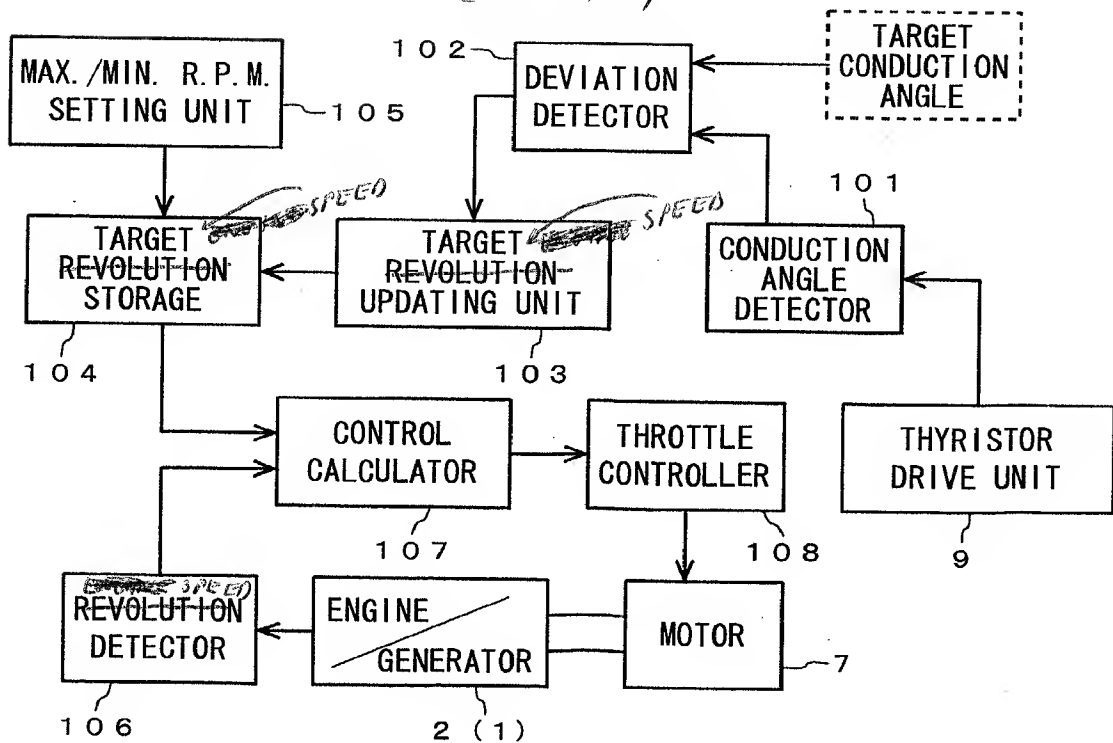 102
TARGET
CONDUCTION
ANGLE
MAX./MIN. R.P.M.
SETTING UNIT
105
DEVIATION
DETECTOR
101
SPEED
TARGET
REVOLUTION
STORAGE
104
SPEED
TARGET
REVOLUTION
UPDATING UNIT
103
CONDUCTION
ANGLE
DETECTOR
CONTROL
CALCULATOR
107
THROTTLE
CONTROLLER
108
THYRISTOR
DRIVE UNIT
9
SPEED
REVOLUTION
DETECTOR
106
ENGINE
GENERATOR
2 (1)
MOTOR
7